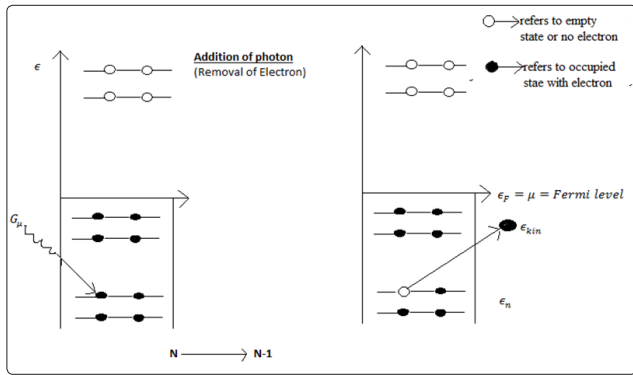 ϵ
Addition of photon
(Removal of Electron)
refers to empty
state or no electron
refers to occupied
stae with electron
ϵ_F = μ = Fermi level
G_μ
ϵ_kin
ϵ_n
N → N-1